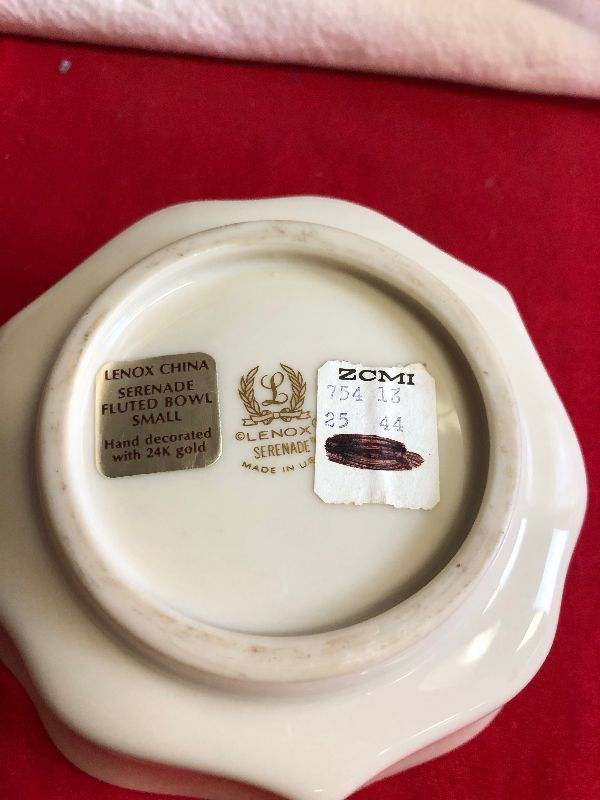 LENOX CHINA
SERENADE
FLUTED BOWL
SMALL
Hand decorated
with 24K gold
L
©LENOX
SERENADE
MADE IN U.S
ZCMI
754 13
25 44